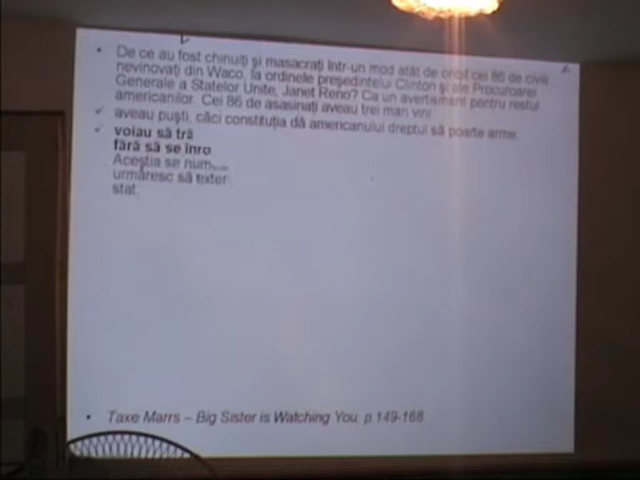 • De ce au fost chinuiți și masacrați într-un mod atât de oribil cei 86 de civili
nevinovați din Waco, la ordinele președintelui Clinton și ale Procuroarei
Generale a Statelor Unite, Janet Reno? Ca un avertisment pentru restul
americanilor. Cei 86 de asasinați aveau trei mari vini
✓ aveau puști, căci constituția dă americanului dreptul să poarte arme;
✓ voiau să tră
fără să se înro
Aceștia se num
urmăresc să exter
stat;
• Taxe Marrs – Big Sister is Watching You, p.149-168